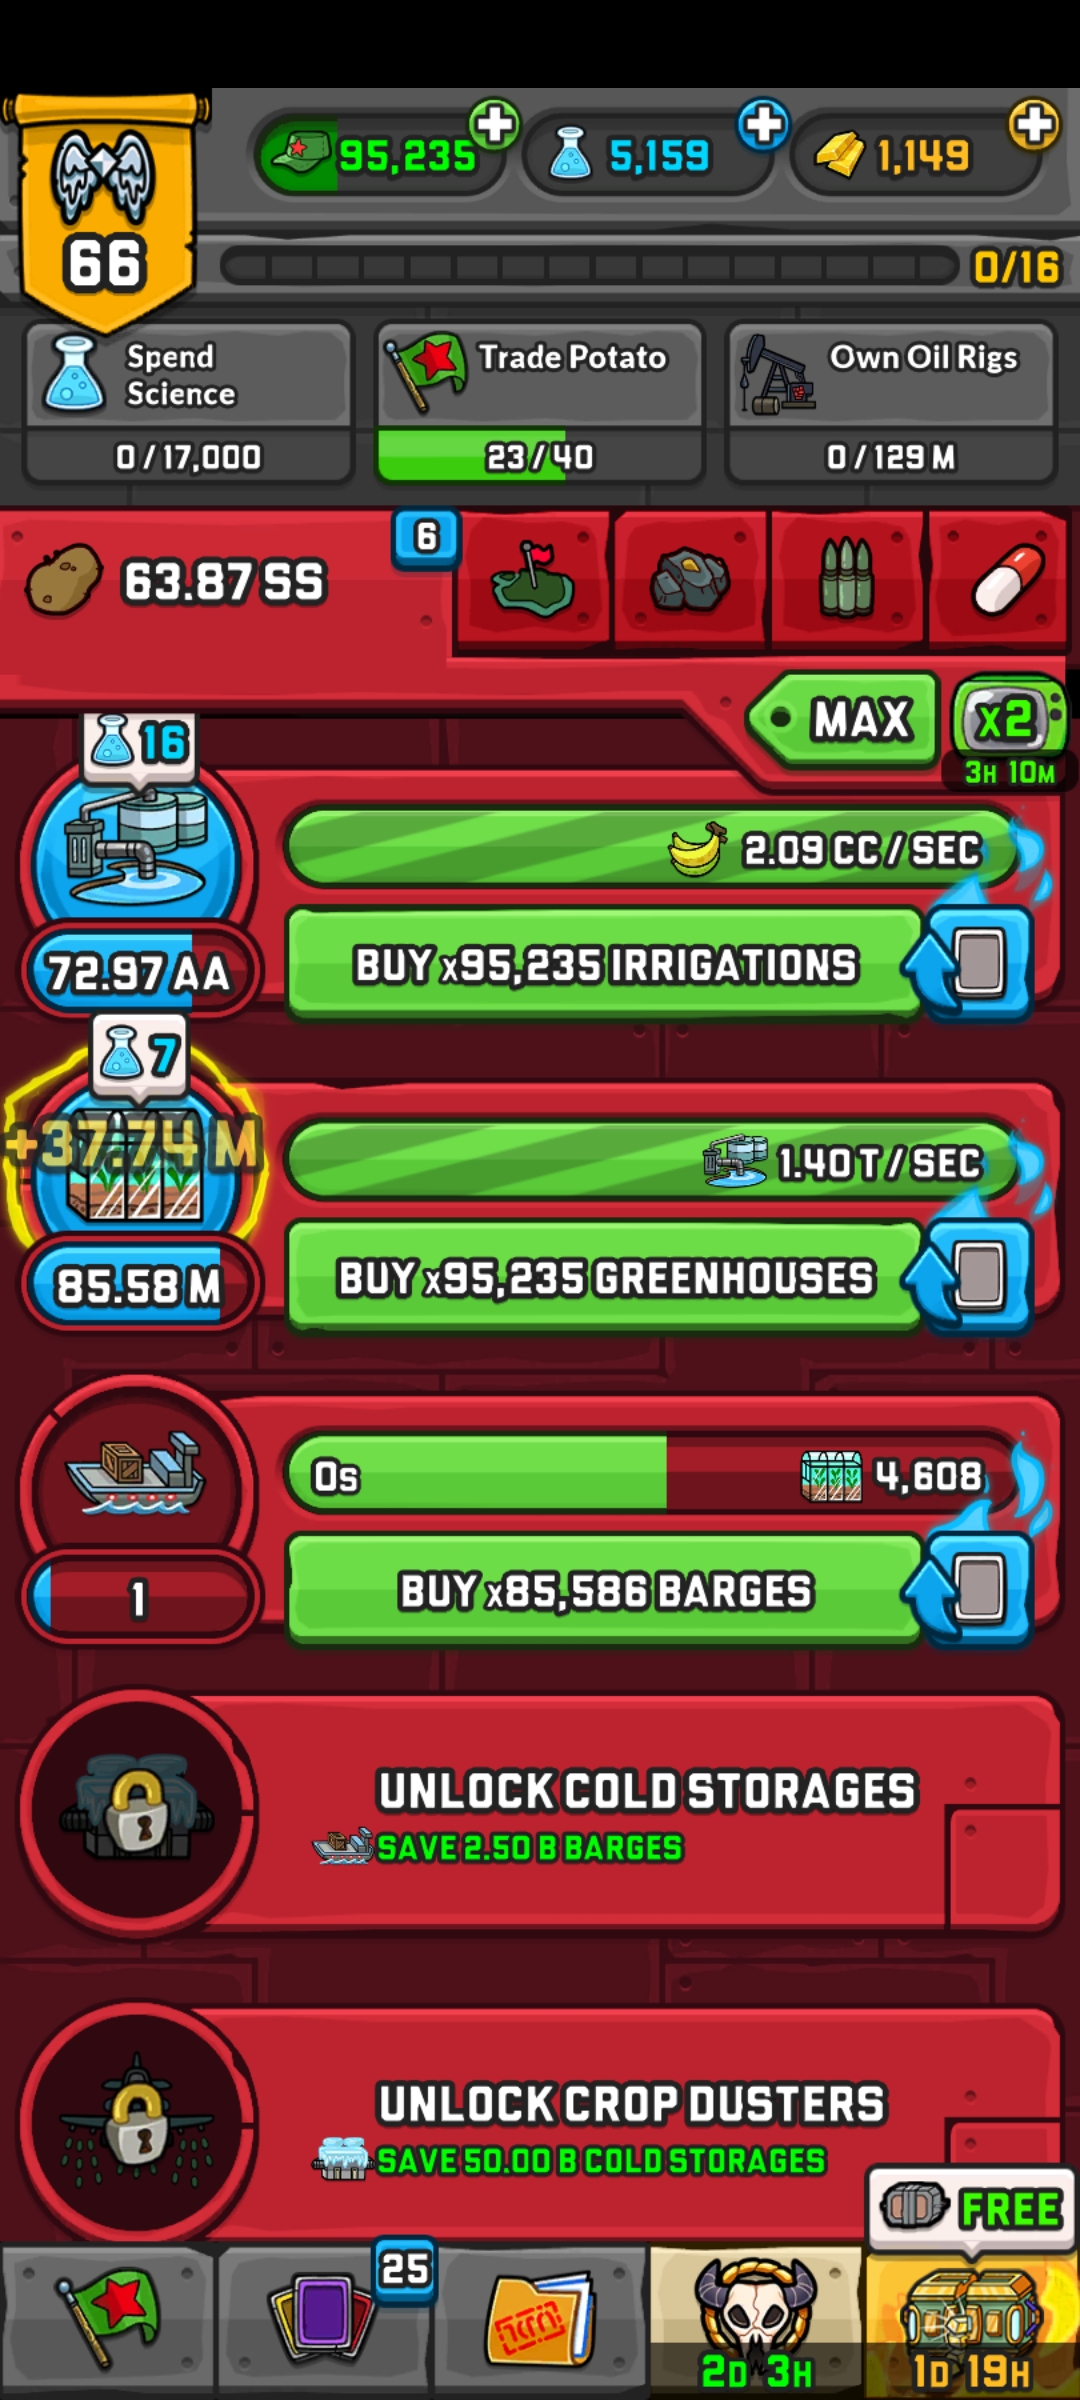 95,235
5,159
1,149
66
0/16
Spend
Science
0/17,000
Trade Potato
23/40
Own Oil Rigs
0/129 M
63.87 SS
6
MAX
x2
3H 10M
16
2.09 CC / SEC
72.97 AA
BUY x95,235 IRRIGATIONS
7
+37.74 M
1.40 T / SEC
85.58 M
BUY x95,235 GREENHOUSES
0s
4,608
1
BUY x85,586 BARGES
UNLOCK COLD STORAGES
SAVE 2.50 B BARGES
UNLOCK CROP DUSTERS
SAVE 50.00 B COLD STORAGES
FREE
25
2D 3H
1D 19H